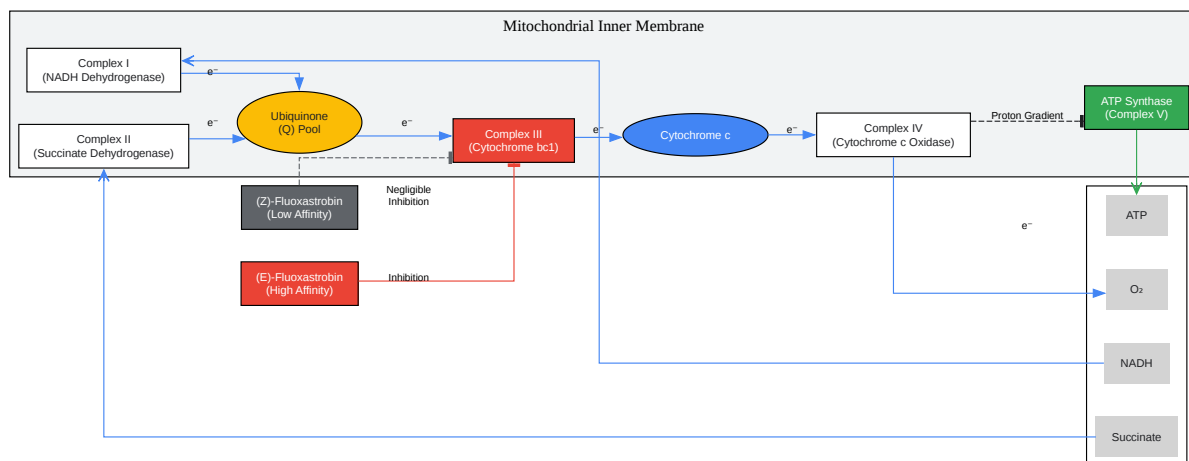 Mitochondrial Inner Membrane
Complex I
(NADH Dehydrogenase)
e⁻
Complex II
(Succinate Dehydrogenase)
e⁻
Ubiquinone
(Q) Pool
e⁻
Complex III
(Cytochrome bc1)
e⁻
Cytochrome c
e⁻
Complex IV
(Cytochrome c Oxidase)
Proton Gradient
ATP Synthase
(Complex V)
(Z)-Fluoxastrobin
(Low Affinity)
Negligible
Inhibition
(E)-Fluoxastrobin
(High Affinity)
Inhibition
e⁻
ATP
O₂
NADH
Succinate